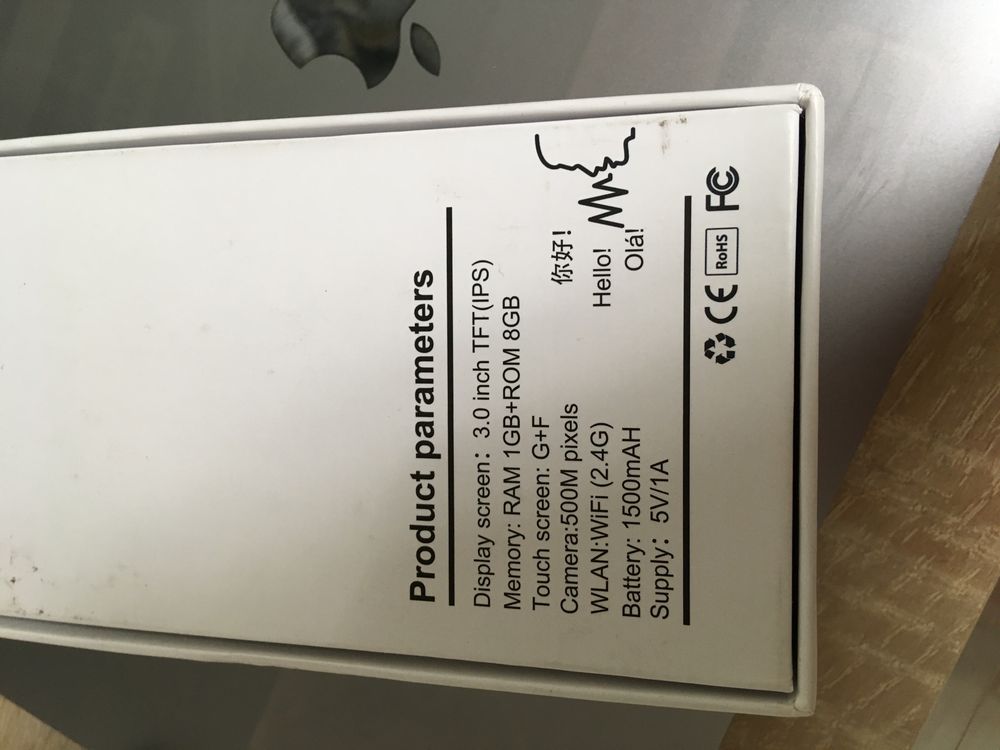 Product parameters
Display screen：3.0 inch TFT(IPS)
Memory: RAM 1GB+ROM 8GB
Touch screen: G+F
Camera:500M pixels
WLAN:WiFi (2.4G)
Battery: 1500mAH
Supply：5V/1A
你好!
Hello!
Olá!
CE RoHS FC